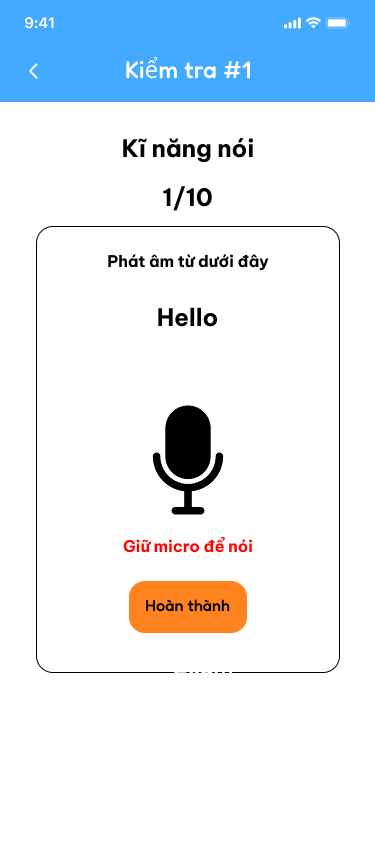 9:41
Kiểm tra #1
Kĩ năng nói
1/10
Phát âm từ dưới đây
Hello
Giữ micro để nói
Hoàn thành